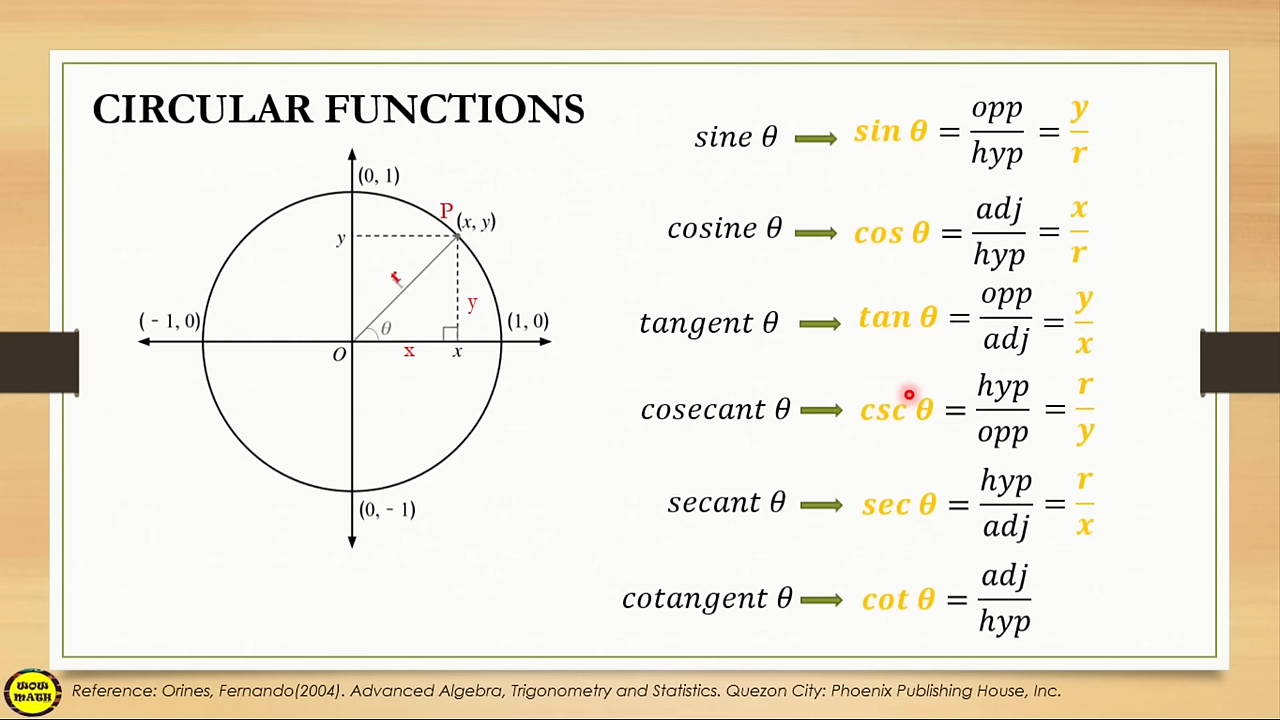 CIRCULAR FUNCTIONS
(0, 1)
P (x, y)
y
r
y
(- 1, 0)
θ
(1, 0)
O
x
x
(0, - 1)
sine θ sin θ = opp/hyp = y/r
cosine θ cos θ = adj/hyp = x/r
tangent θ tan θ = opp/adj = y/x
cosecant θ csc θ = hyp/opp = r/y
secant θ sec θ = hyp/adj = r/x
cotangent θ cot θ = adj/hyp
WOW
MATH
Reference: Orines, Fernando(2004). Advanced Algebra, Trigonometry and Statistics. Quezon City: Phoenix Publishing House, Inc.